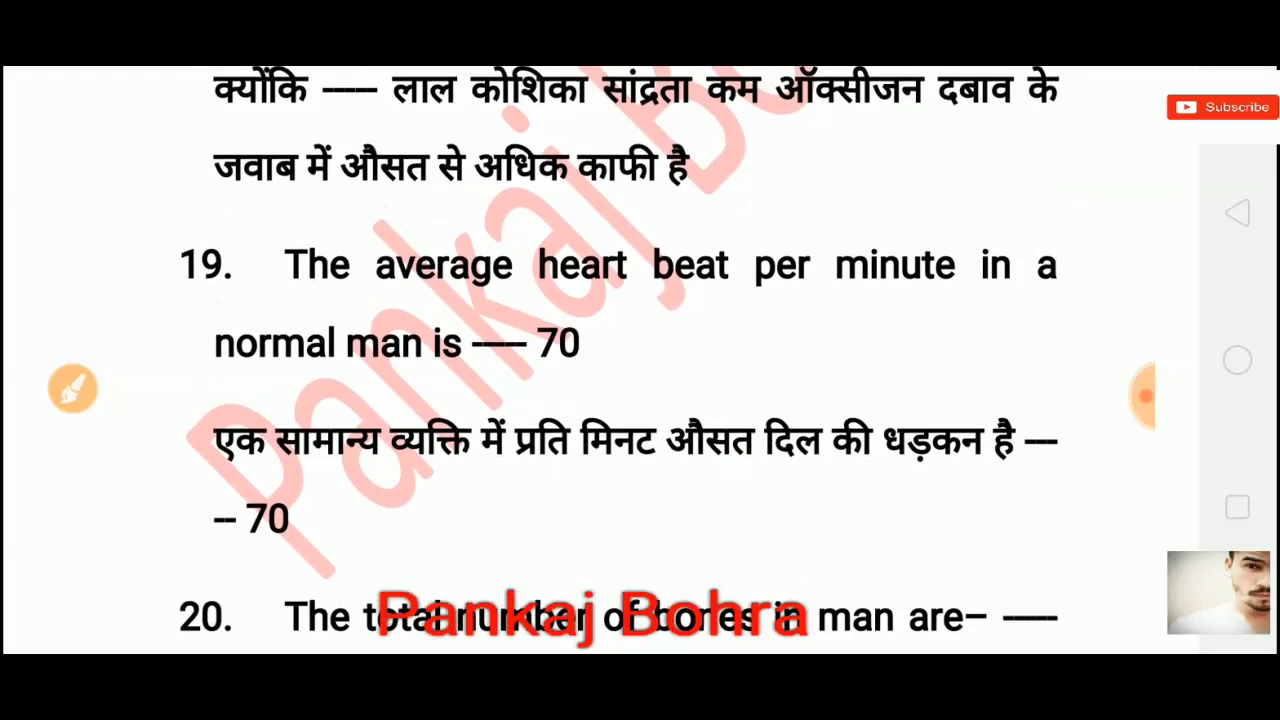 क्योंकि ----- लाल कोशिका सांद्रता कम ऑक्सीजन दबाव के
जवाब में औसत से अधिक काफी है
Subscribe
19. The average heart beat per minute in a
normal man is ----- 70
एक सामान्य व्यक्ति में प्रति मिनट औसत दिल की धड़कन है ---
-- 70
20. The total number of bones in man are– -----
Pankaj Bohra
Pankaj Bo